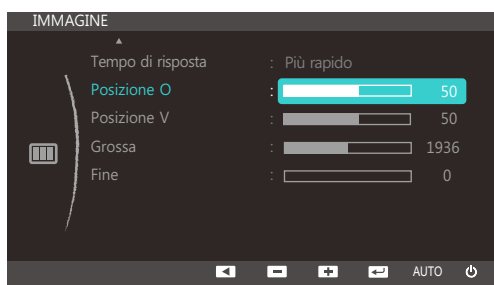 IMMAGINE
Tempo di risposta : Più rapido
Posizione O : 50
Posizione V : 50
Grossa : 1936
Fine : 0
AUTO